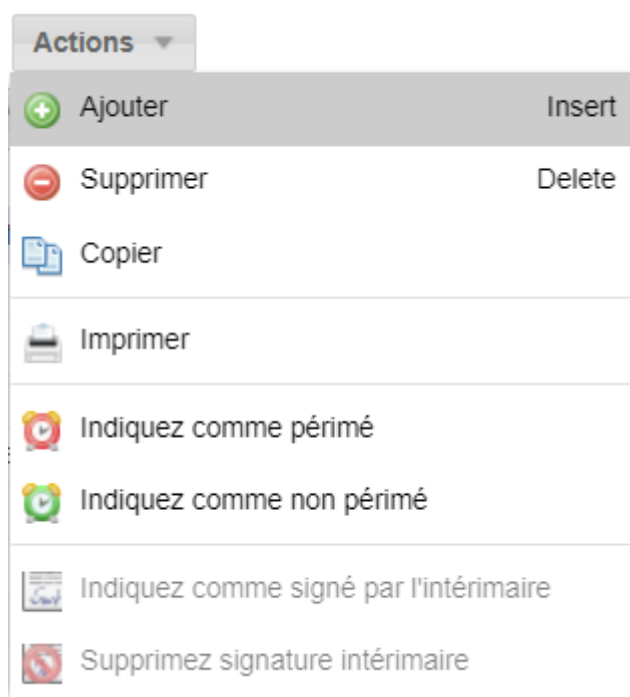 Actions
Ajouter Insert
Supprimer Delete
Copier
Imprimer
Indiquez comme périmé
Indiquez comme non périmé
Indiquez comme signé par l'intérimaire
Supprimez signature intérimaire